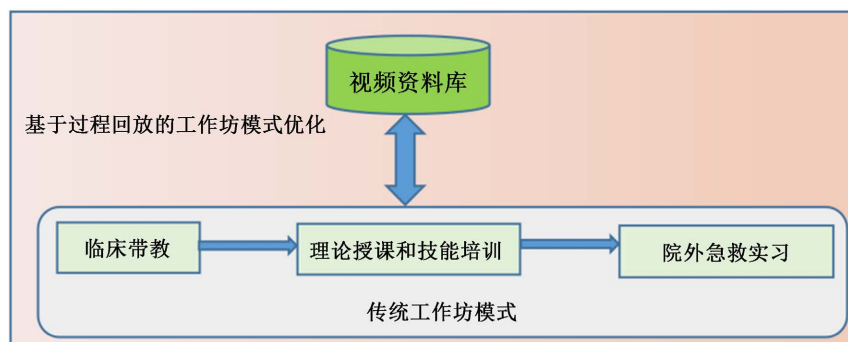 视频资料库
基于过程回放的工作坊模式优化
临床带教
理论授课和技能培训
院外急救实习
传统工作坊模式